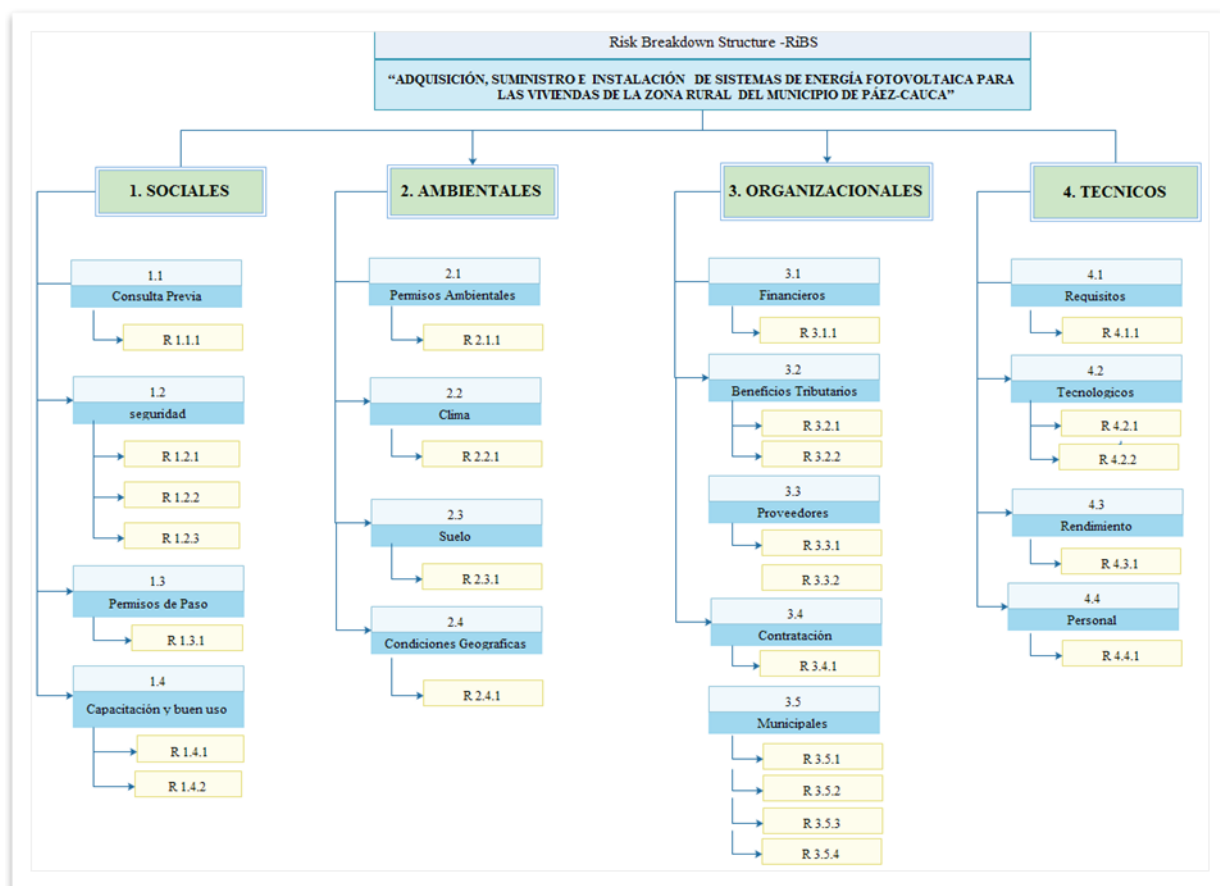 Risk Breakdown Structure -RiBS
“ADQUISICIÓN, SUMINISTRO E INSTALACIÓN DE SISTEMAS DE ENERGÍA FOTOVOLTAICA PARA
LAS VIVIENDAS DE LA ZONA RURAL DEL MUNICIPIO DE PÁEZ-CAUCA”
1. SOCIALES
1.1
Consulta Previa
R 1.1.1
1.2
seguridad
R 1.2.1
R 1.2.2
R 1.2.3
1.3
Permisos de Paso
R 1.3.1
1.4
Capacitación y buen uso
R 1.4.1
R 1.4.2
2. AMBIENTALES
2.1
Permisos Ambientales
R 2.1.1
2.2
Clima
R 2.2.1
2.3
Suelo
R 2.3.1
2.4
Condiciones Geograficas
R 2.4.1
3. ORGANIZACIONALES
3.1
Financieros
R 3.1.1
3.2
Beneficios Tributarios
R 3.2.1
R 3.2.2
3.3
Proveedores
R 3.3.1
R 3.3.2
3.4
Contratación
R 3.4.1
3.5
Municipales
R 3.5.1
R 3.5.2
R 3.5.3
R 3.5.4
4. TECNICOS
4.1
Requisitos
R 4.1.1
4.2
Tecnologicos
R 4.2.1
R 4.2.2
4.3
Rendimiento
R 4.3.1
4.4
Personal
R 4.4.1